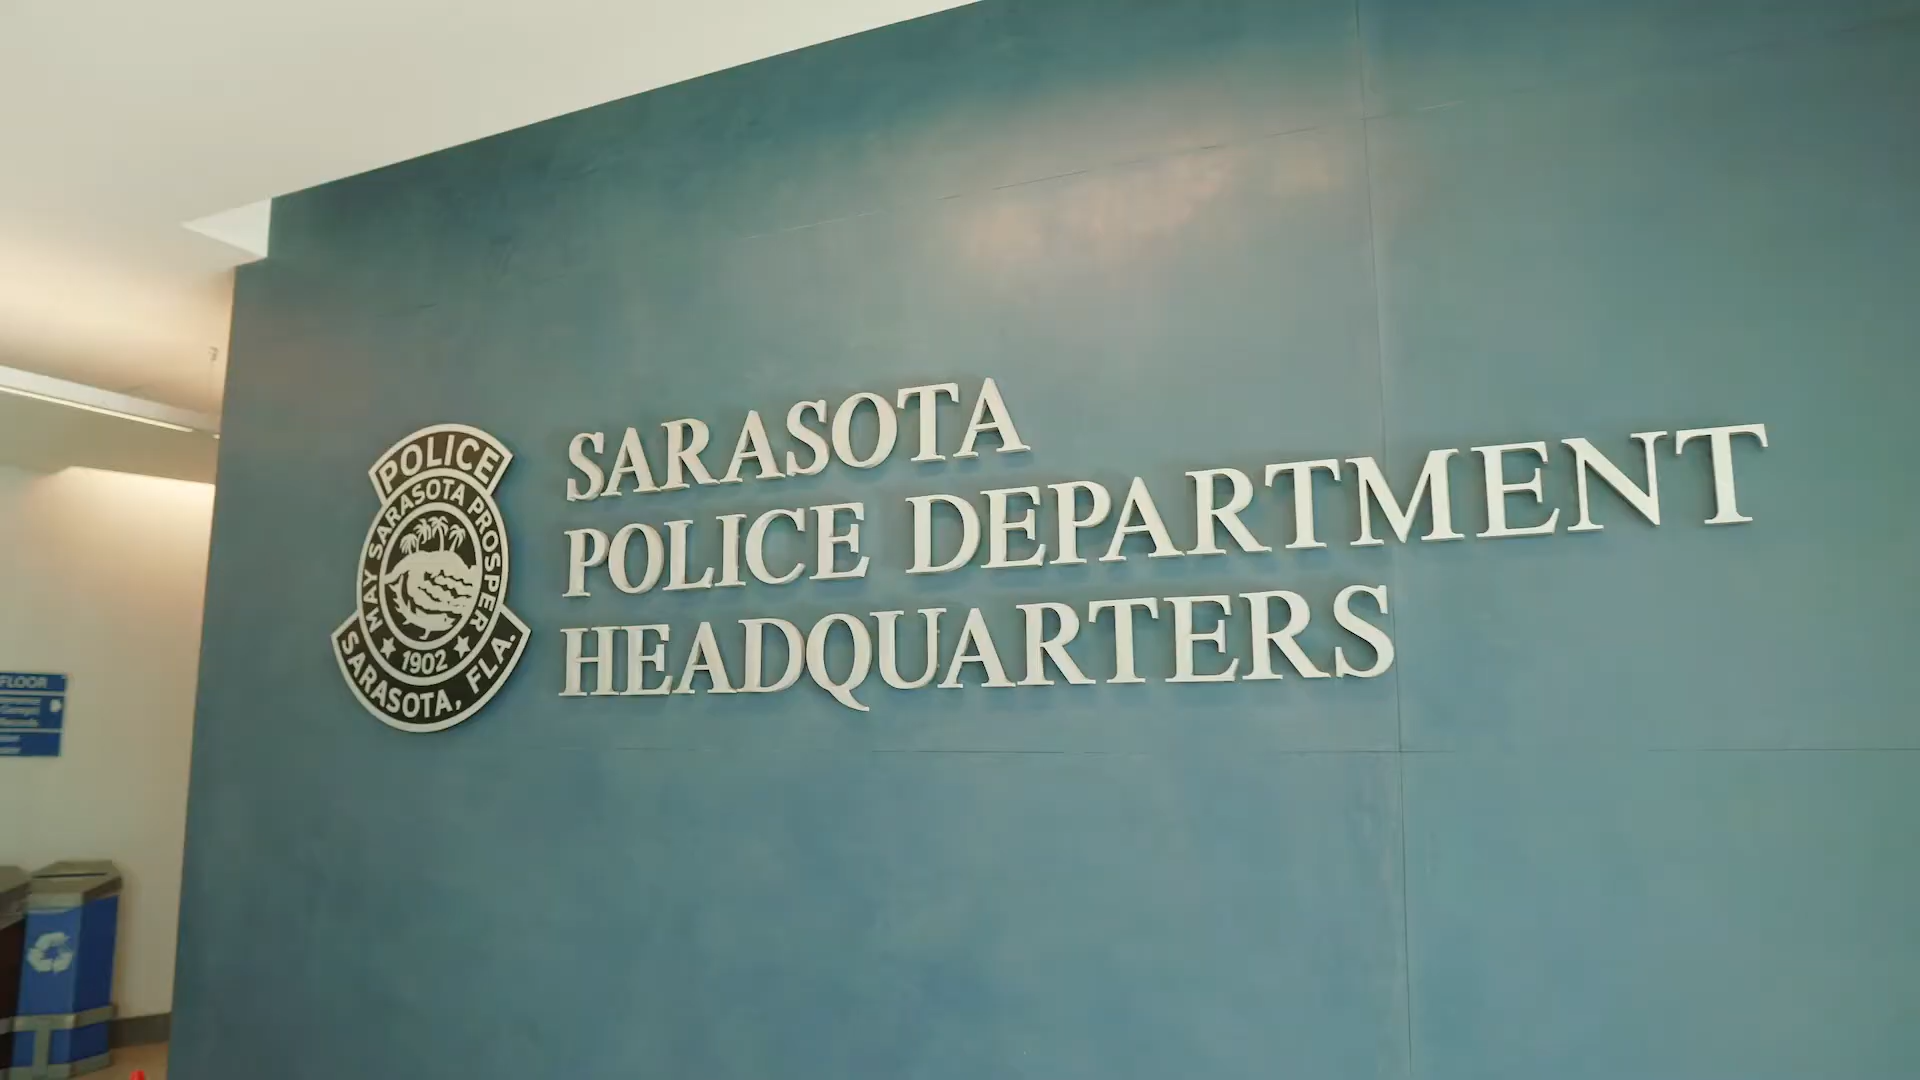 POLICE
MAY SARASOTA PROSPER
1902
SARASOTA, FLA.
SARASOTA
POLICE DEPARTMENT
HEADQUARTERS
FLOOR